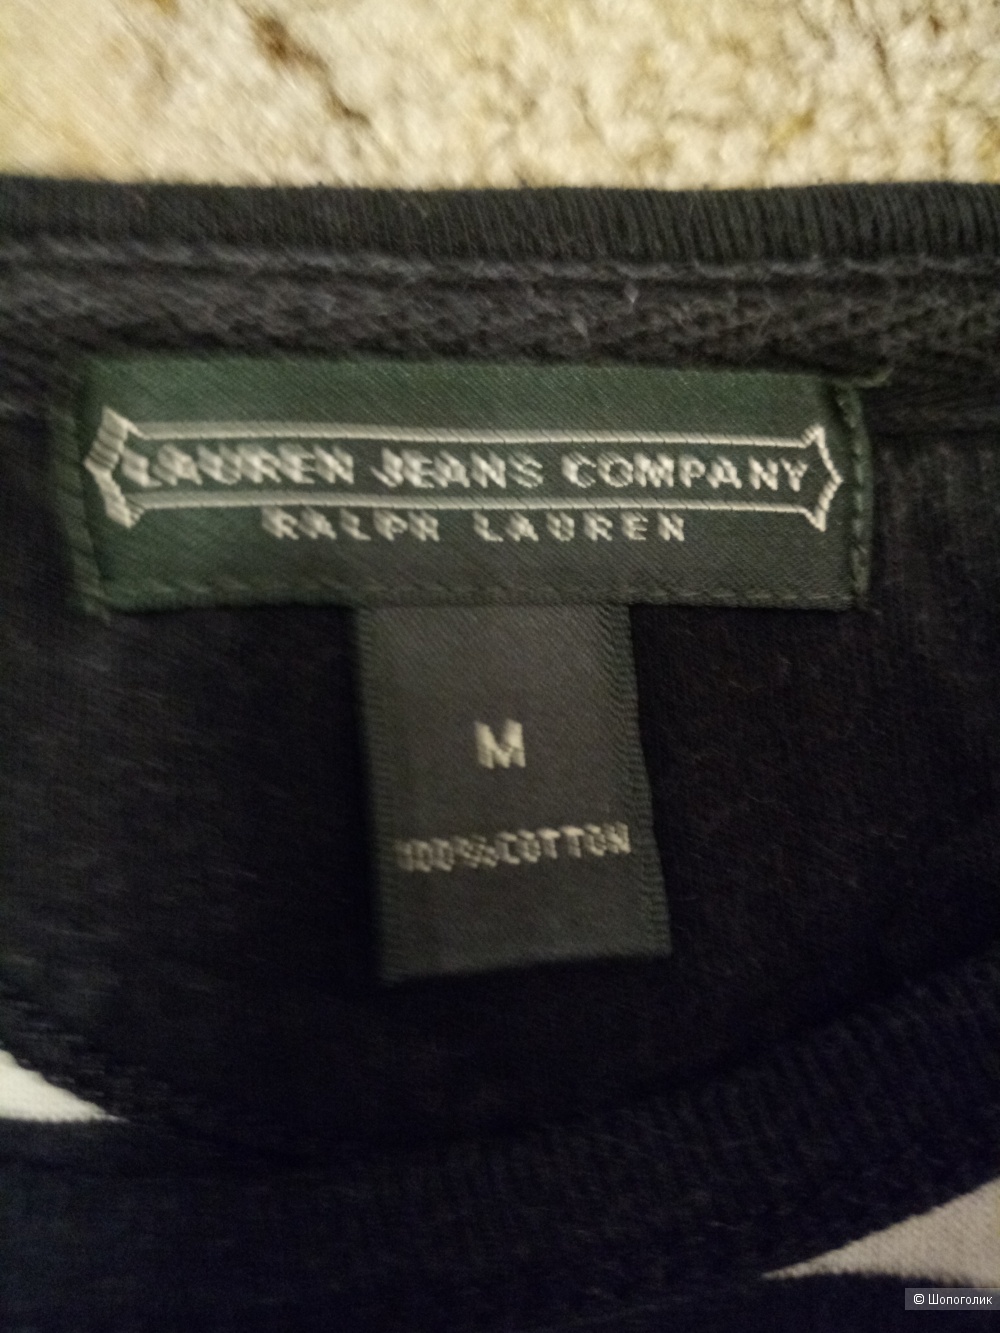 LAUREN JEANS COMPANY
RALPH LAUREN
M
100%COTTON
© Шопоголик